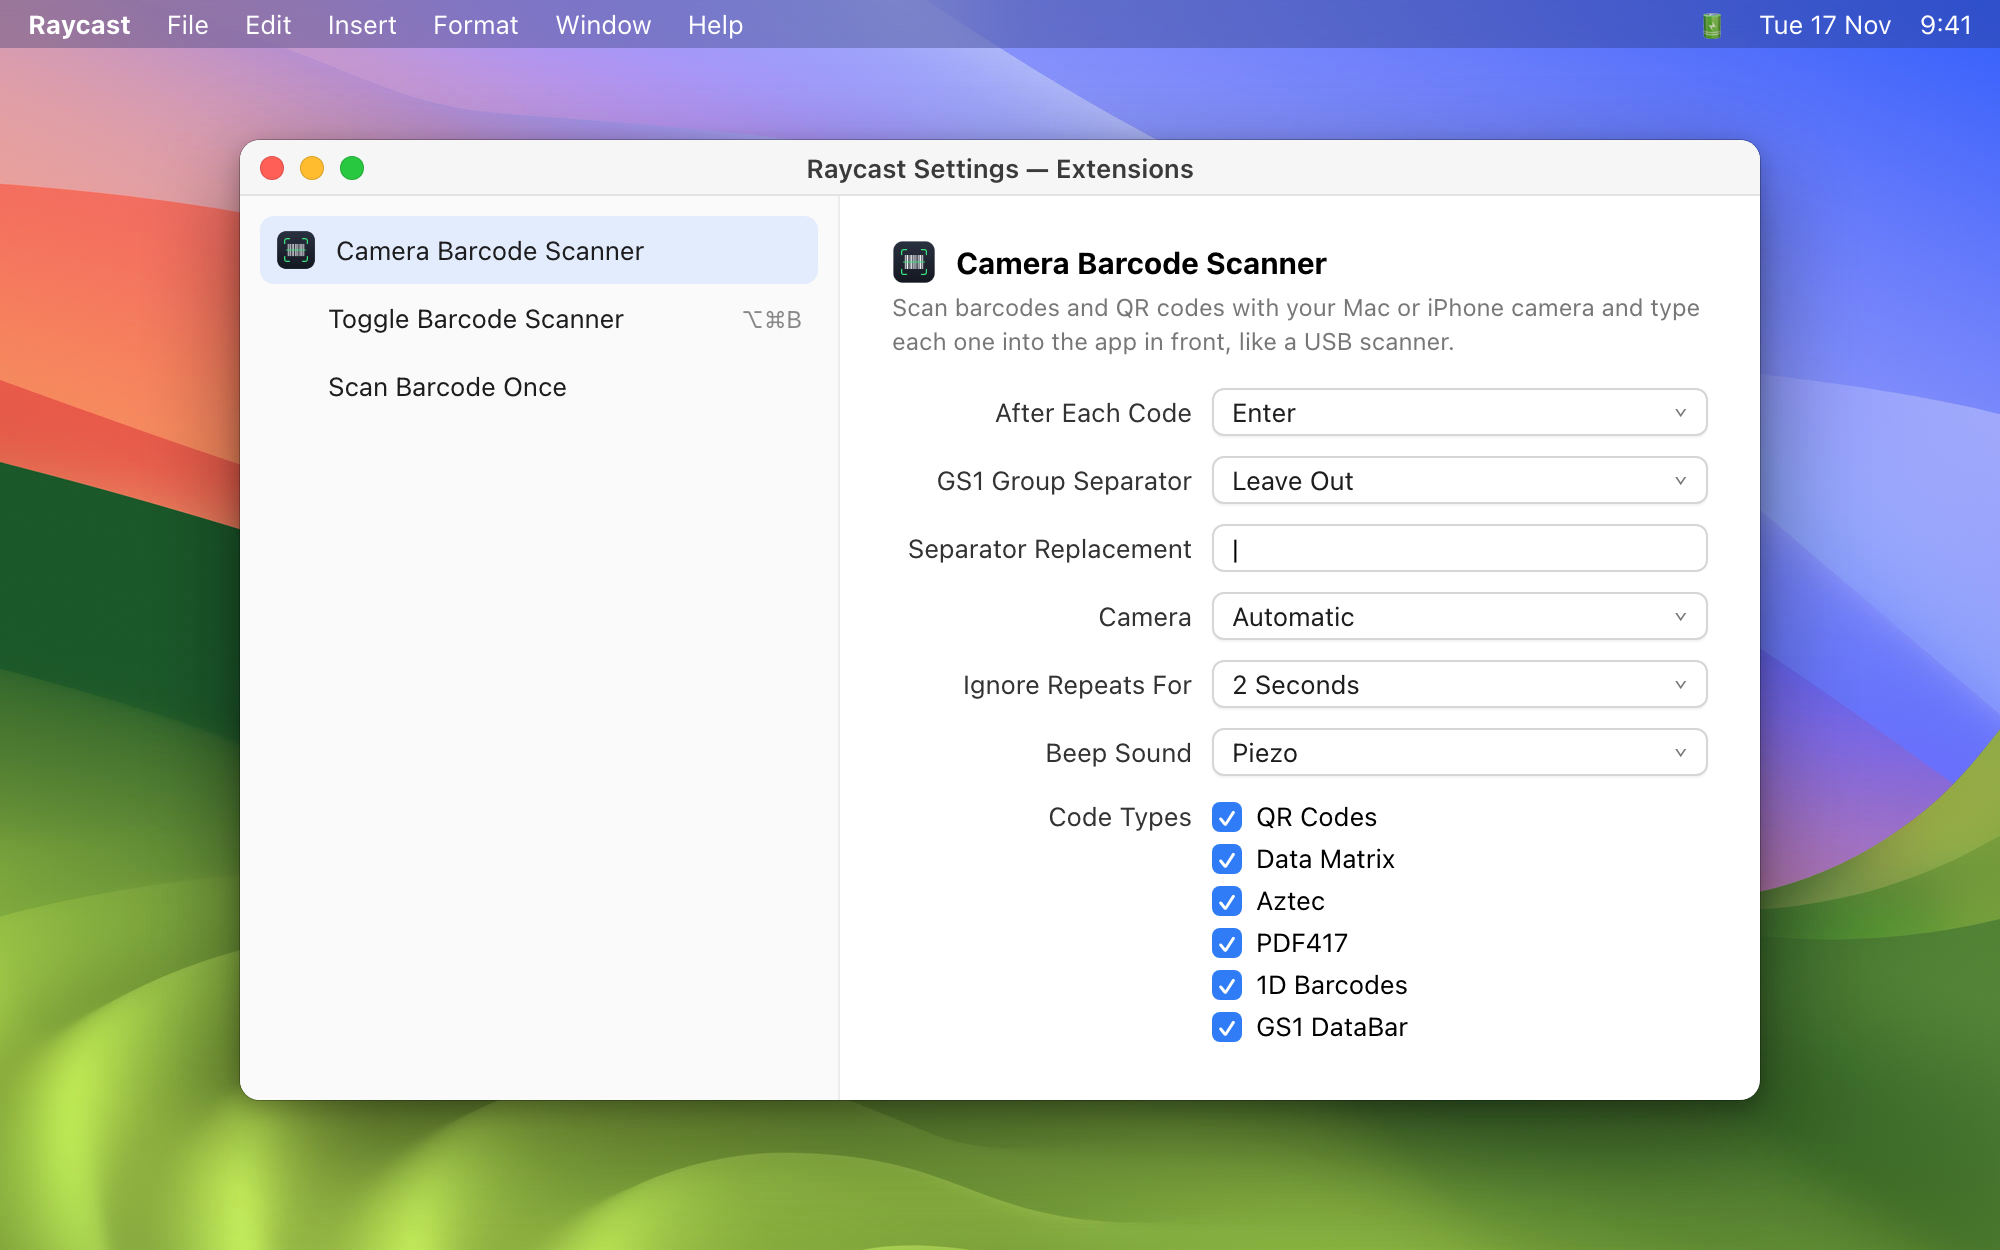 Raycast File Edit Insert Format Window Help Tue 17 Nov 9:41
Raycast Settings — Extensions
Camera Barcode Scanner
Toggle Barcode Scanner ⌥⌘B
Scan Barcode Once
Camera Barcode Scanner
Scan barcodes and QR codes with your Mac or iPhone camera and type
each one into the app in front, like a USB scanner.
After Each Code Enter
GS1 Group Separator Leave Out
Separator Replacement |
Camera Automatic
Ignore Repeats For 2 Seconds
Beep Sound Piezo
Code Types QR Codes
Data Matrix
Aztec
PDF417
1D Barcodes
GS1 DataBar